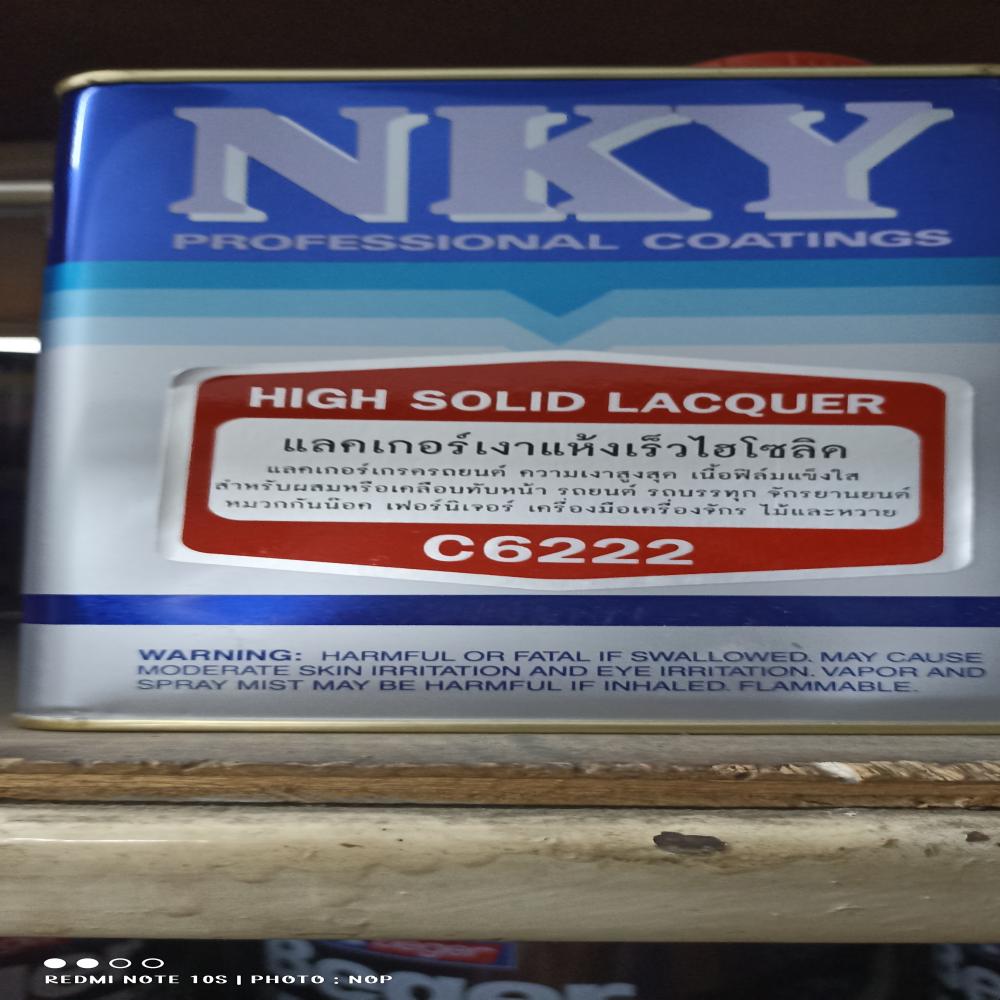 NKY
PROFESSIONAL COATINGS
HIGH SOLID LACQUER
แลคเกอร์เงาแห้งเร็วไฮโซลิด
แลคเกอร์เกรดรถยนต์ ความเงาสูงสุด เนื้อฟิล์มแข็งใส
สำหรับผสมหรือเคลือบทับหน้า รถยนต์ รถบรรทุก จักรยานยนต์
หมวกกันน๊อค เฟอร์นิเจอร์ เครื่องมือเครื่องจักร ไม้และหวาย
C6222
WARNING: HARMFUL OR FATAL IF SWALLOWED. MAY CAUSE
MODERATE SKIN IRRITATION AND EYE IRRITATION. VAPOR AND
SPRAY MIST MAY BE HARMFUL IF INHALED. FLAMMABLE.
REDMI NOTE 10S | PHOTO : NOP